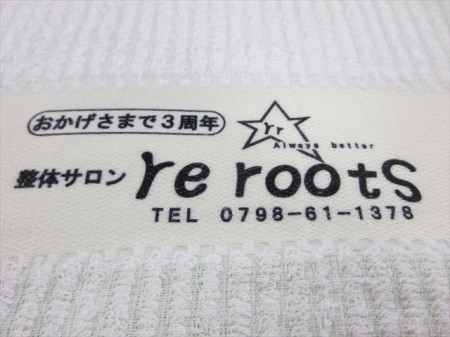 おかげさまで3周年
rr
Always better
整体サロン re roots
TEL 0798-61-1378